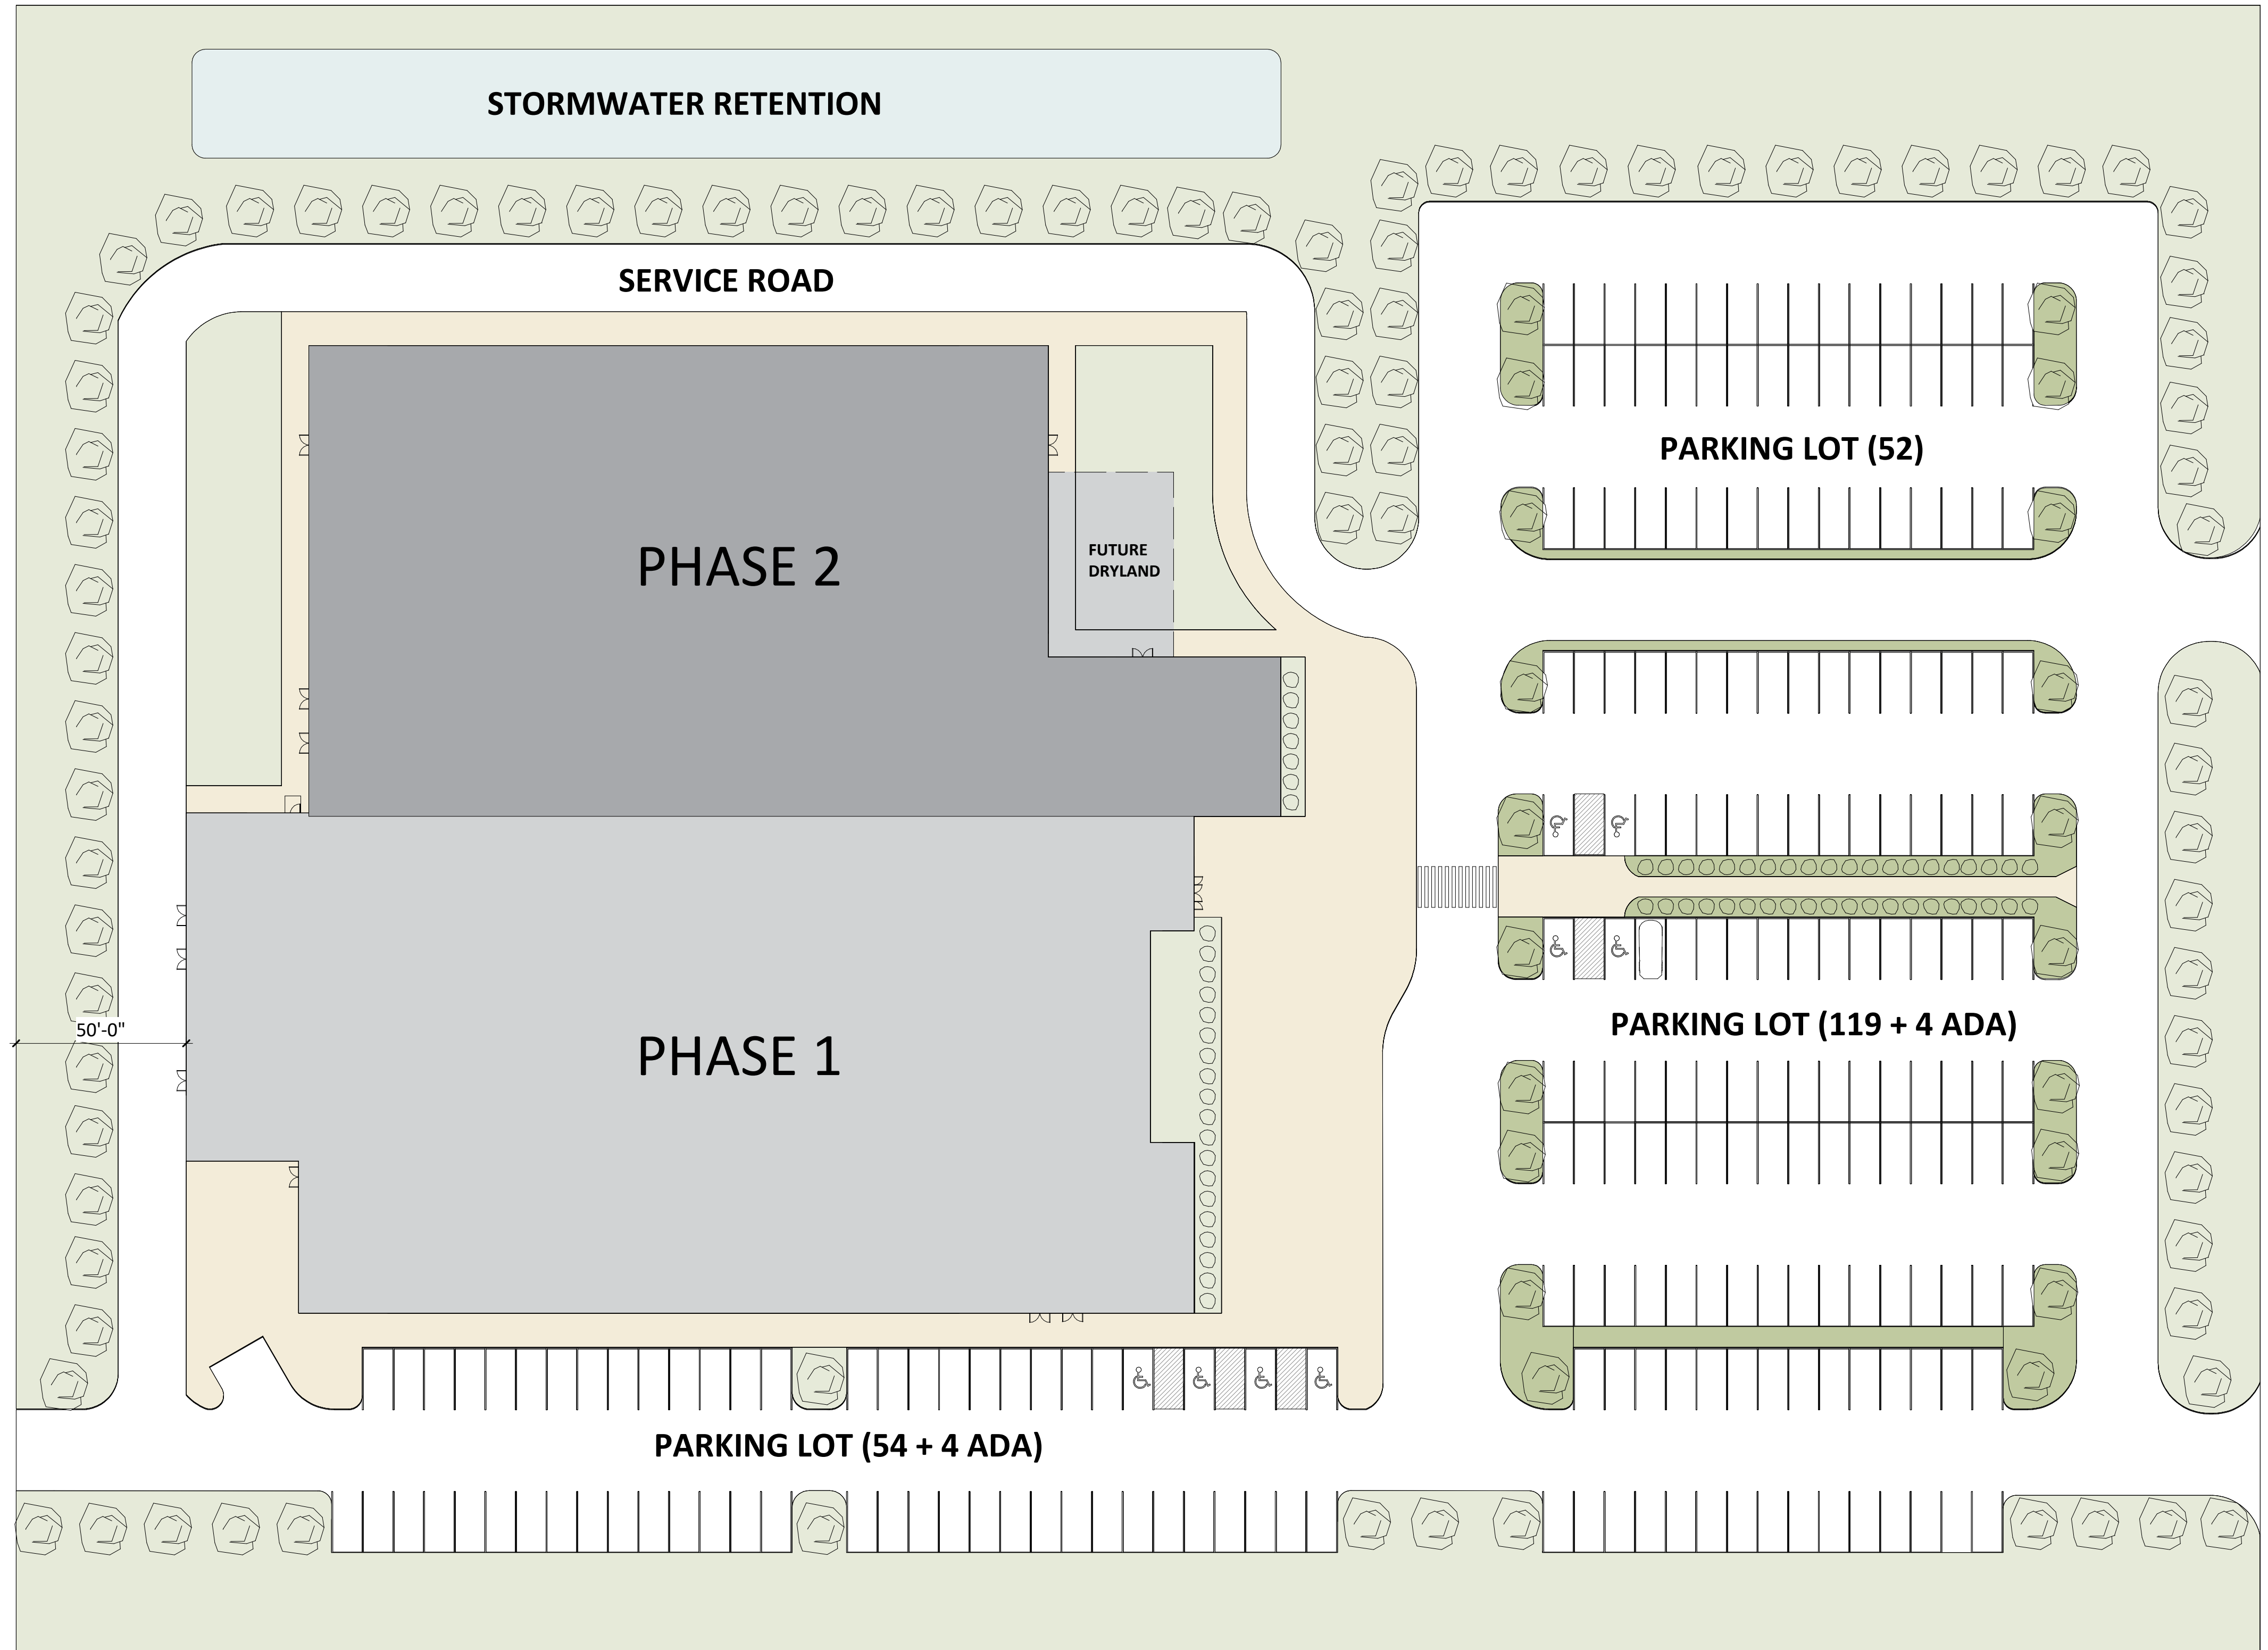 STORMWATER RETENTION
SERVICE ROAD
PARKING LOT (52)
PHASE 2
FUTURE
DRYLAND
50'-0"
PHASE 1
PARKING LOT (119 + 4 ADA)
PARKING LOT (54 + 4 ADA)